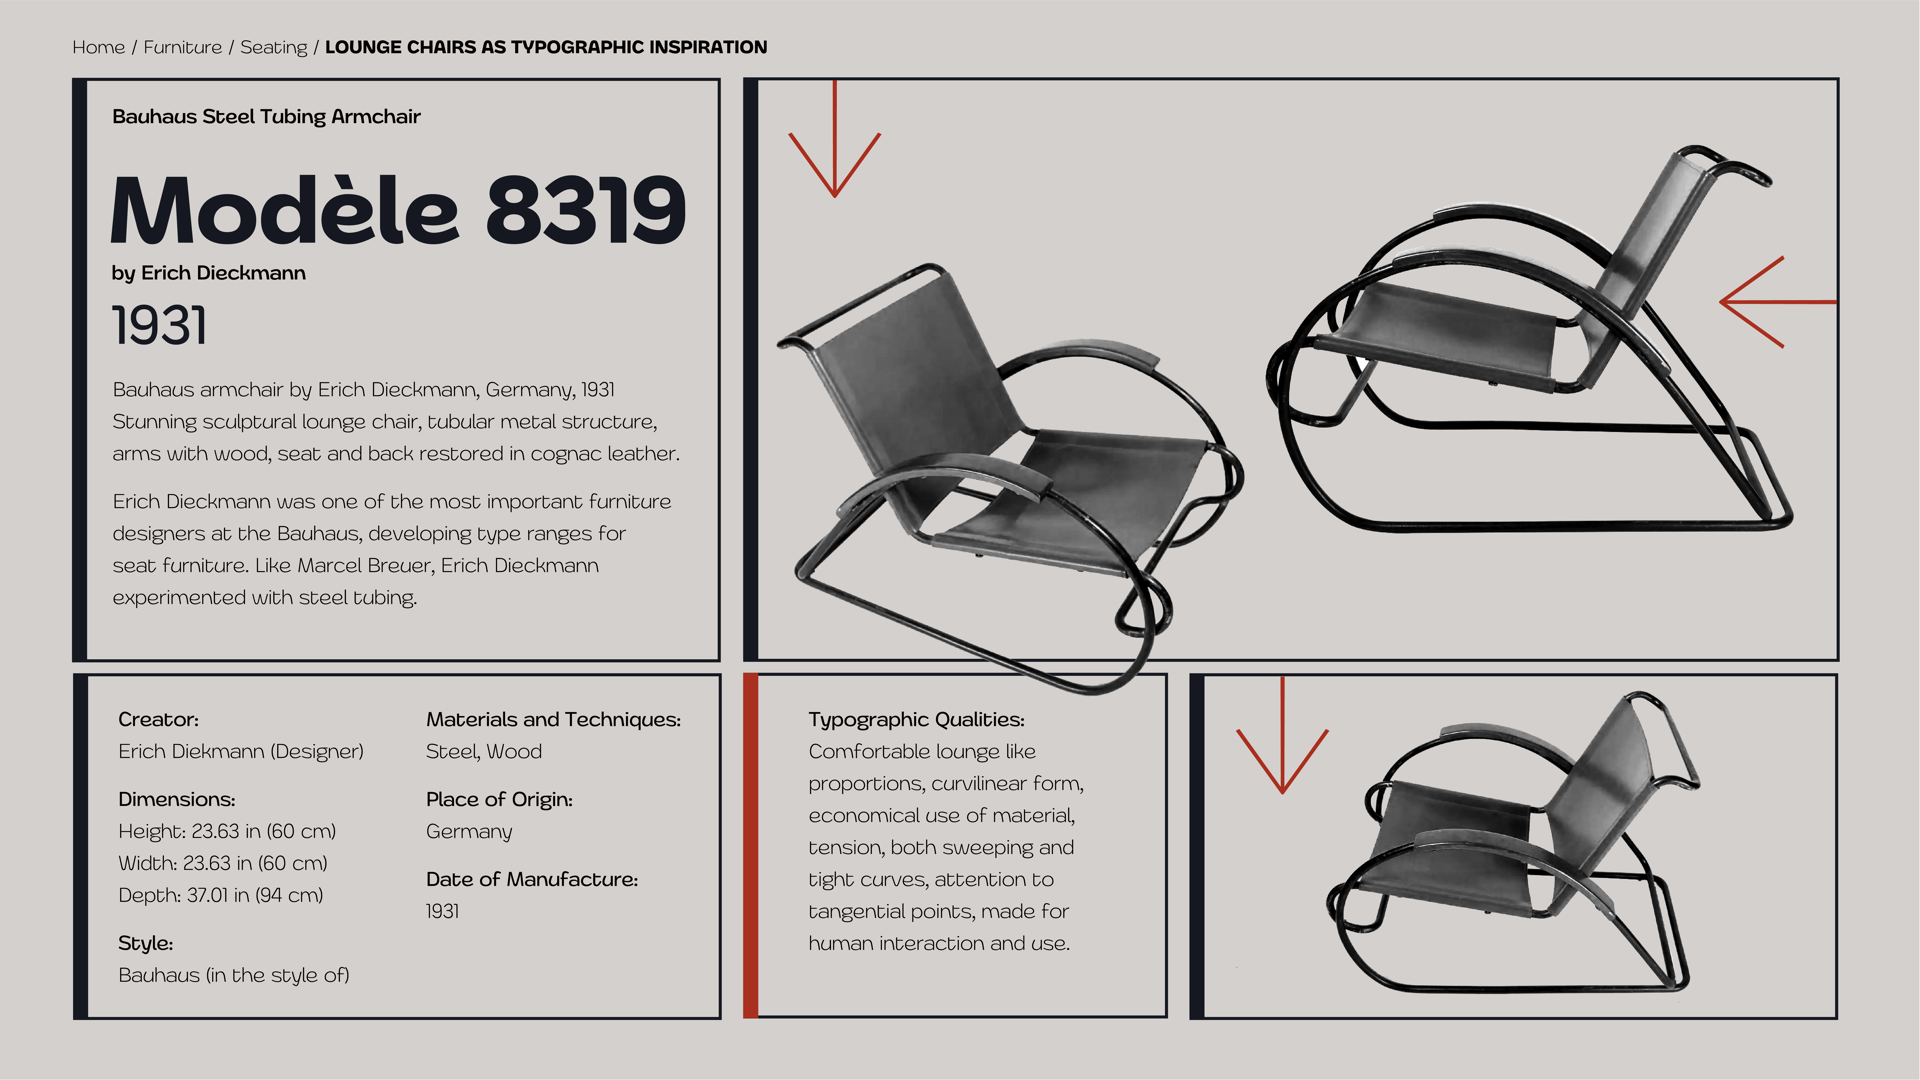 Home / Furniture / Seating / LOUNGE CHAIRS AS TYPOGRAPHIC INSPIRATION
Bauhaus Steel Tubing Armchair
Modèle 8319
by Erich Dieckmann
1931
Bauhaus armchair by Erich Dieckmann, Germany, 1931
Stunning sculptural lounge chair, tubular metal structure,
arms with wood, seat and back restored in cognac leather.
Erich Dieckmann was one of the most important furniture
designers at the Bauhaus, developing type ranges for
seat furniture. Like Marcel Breuer, Erich Dieckmann
experimented with steel tubing.
Creator:
Erich Diekmann (Designer)
Dimensions:
Height: 23.63 in (60 cm)
Width: 23.63 in (60 cm)
Depth: 37.01 in (94 cm)
Style:
Bauhaus (in the style of)
Materials and Techniques:
Steel, Wood
Place of Origin:
Germany
Date of Manufacture:
1931
Typographic Qualities:
Comfortable lounge like
proportions, curvilinear form,
economical use of material,
tension, both sweeping and
tight curves, attention to
tangential points, made for
human interaction and use.